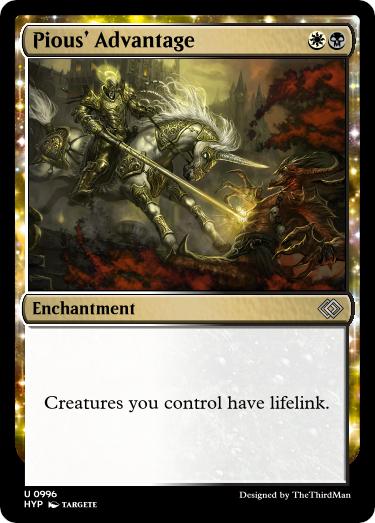 Pious' Advantage
Enchantment
Creatures you control have lifelink.
U 0996
HYP TARGETE
Designed by TheThirdMan